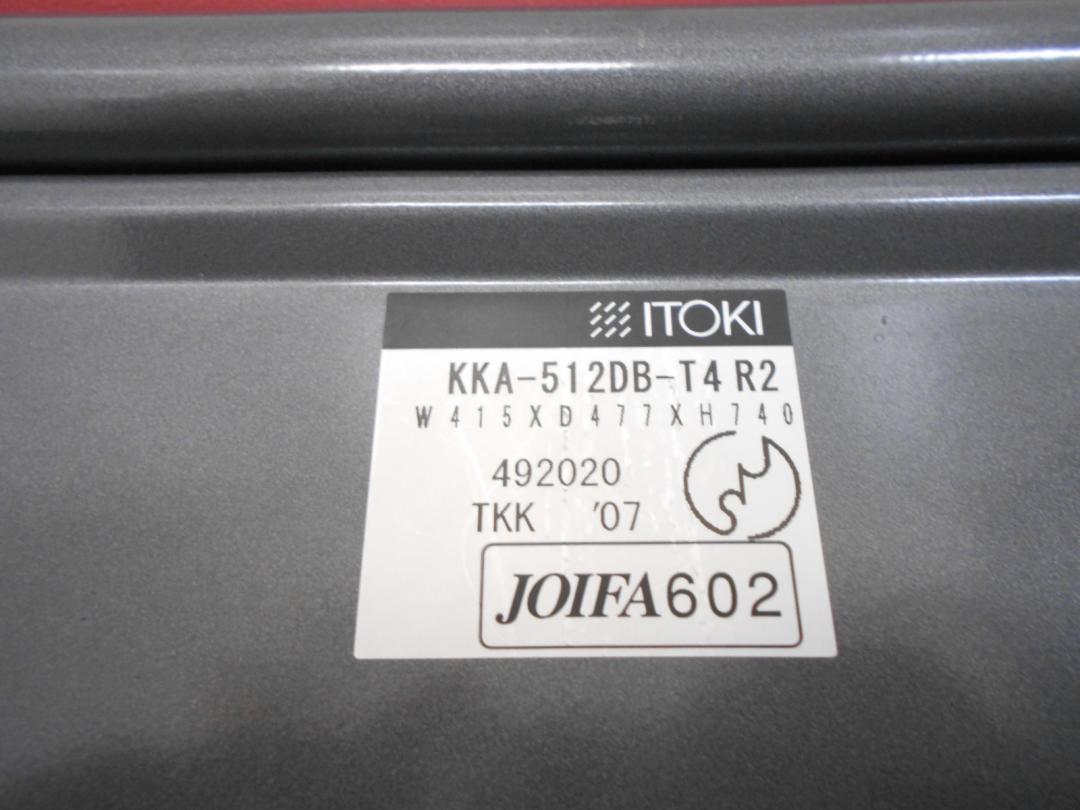 ITOKI
KKA-512DB-T4 R2
W415XD477XH740
492020
TKK '07
JOIFA602